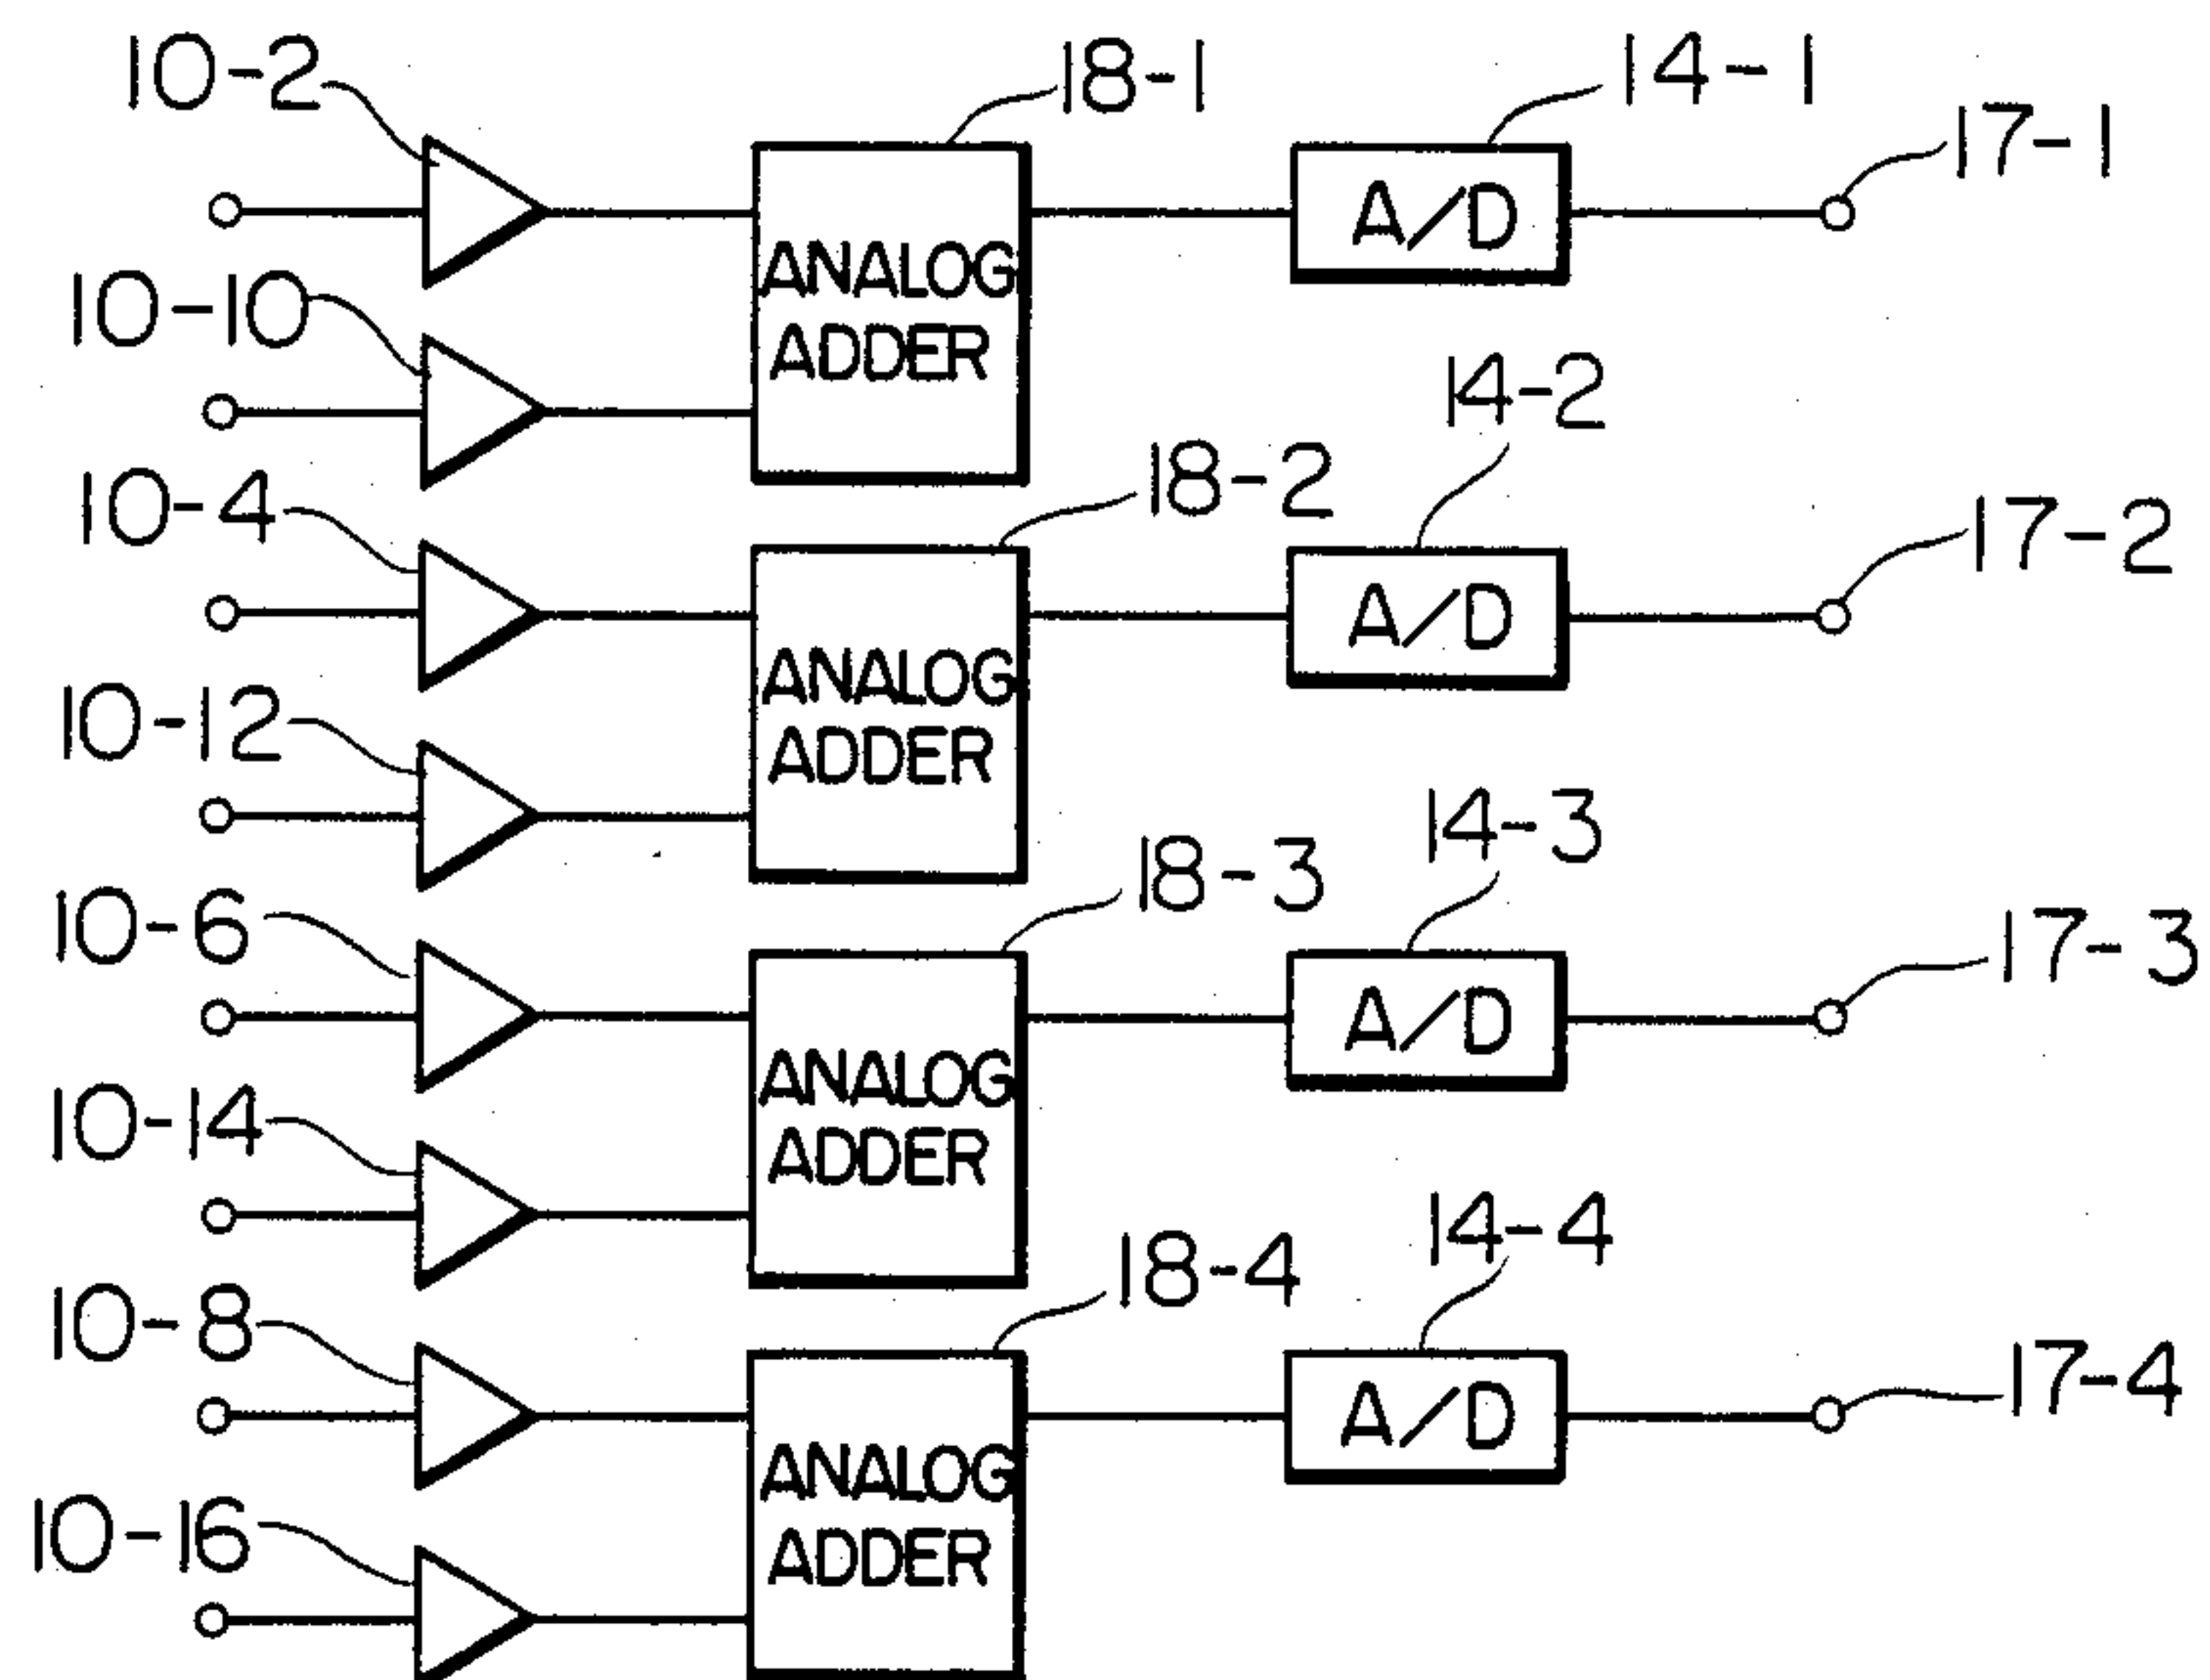 10-2
18-1
14-1
17-1
10-10
ANALOG
ADDER
A/D
14-2
10-4
18-2
17-2
ANALOG
ADDER
A/D
10-12
14-3
18-3
10-6
17-3
ANALOG
ADDER
A/D
10-14
14-4
18-4
10-8
17-4
ANALOG
ADDER
A/D
10-16